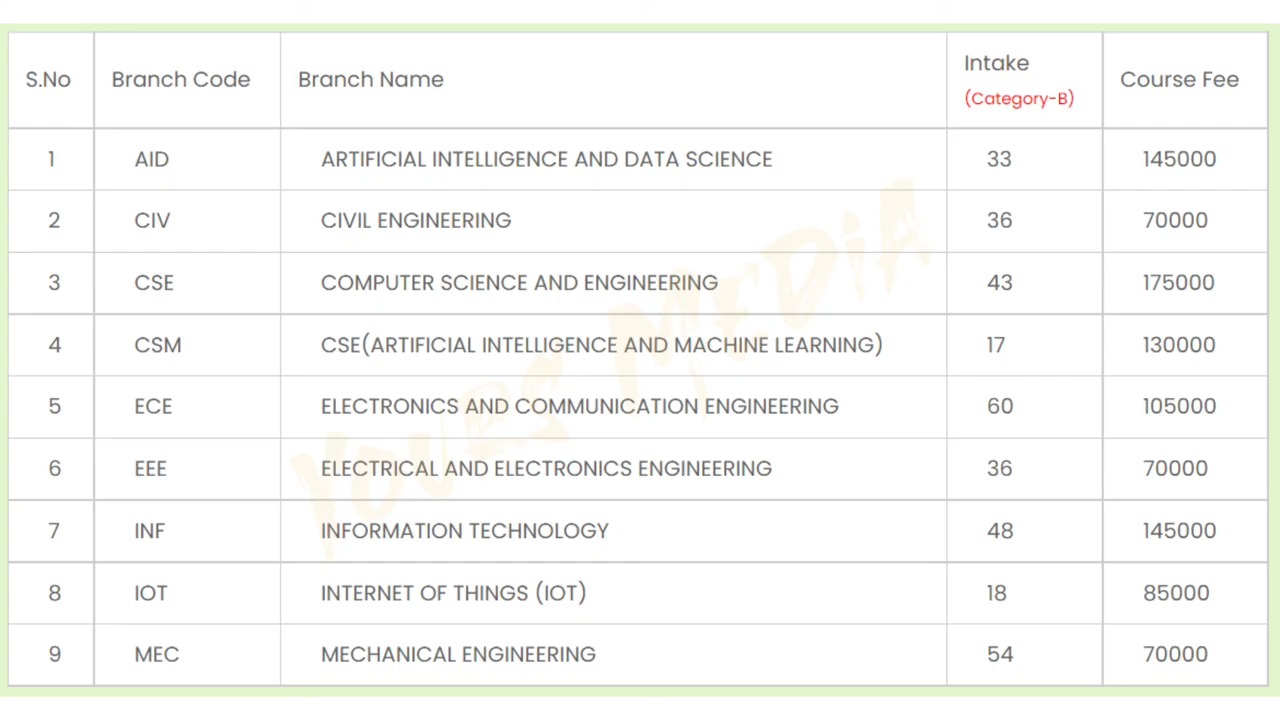 S.No Branch Code Branch Name Intake (Category-B) Course Fee
1 AID ARTIFICIAL INTELLIGENCE AND DATA SCIENCE 33 145000
2 CIV CIVIL ENGINEERING 36 70000
3 CSE COMPUTER SCIENCE AND ENGINEERING 43 175000
4 CSM CSE(ARTIFICIAL INTELLIGENCE AND MACHINE LEARNING) 17 130000
5 ECE ELECTRONICS AND COMMUNICATION ENGINEERING 60 105000
6 EEE ELECTRICAL AND ELECTRONICS ENGINEERING 36 70000
7 INF INFORMATION TECHNOLOGY 48 145000
8 IOT INTERNET OF THINGS (IOT) 18 85000
9 MEC MECHANICAL ENGINEERING 54 70000
YOUES MEDIA